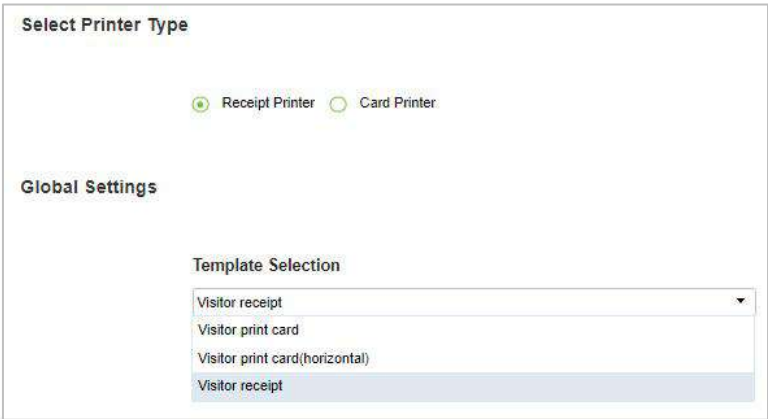 Select Printer Type
Receipt Printer Card Printer
Global Settings
Template Selection
Visitor receipt
Visitor print card
Visitor print card(horizontal)
Visitor receipt